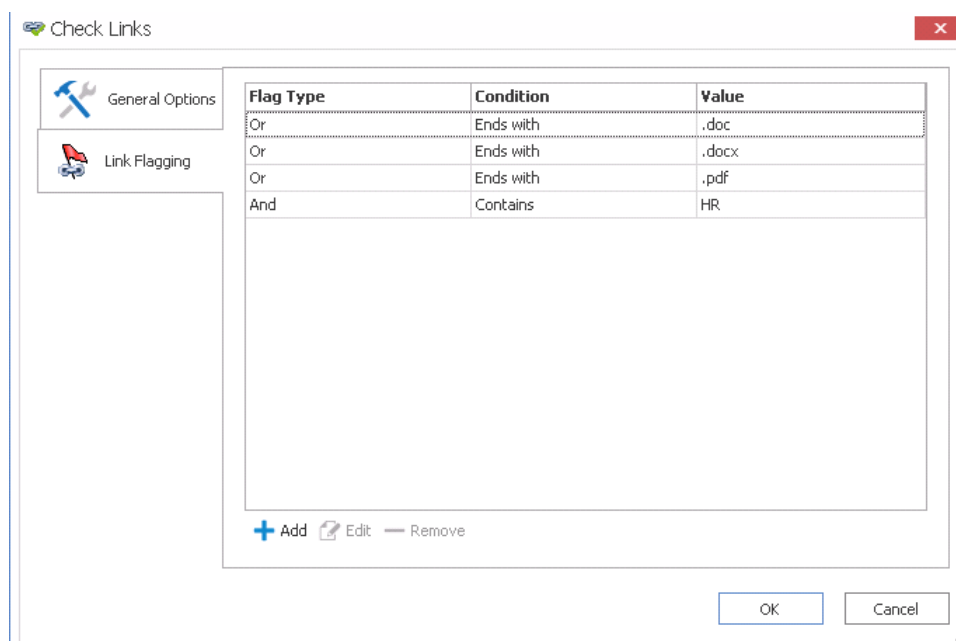 Check Links
General Options
Link Flagging
Flag Type Condition Value
Or Ends with .doc
Or Ends with .docx
Or Ends with .pdf
And Contains HR
Add Edit Remove
OK Cancel